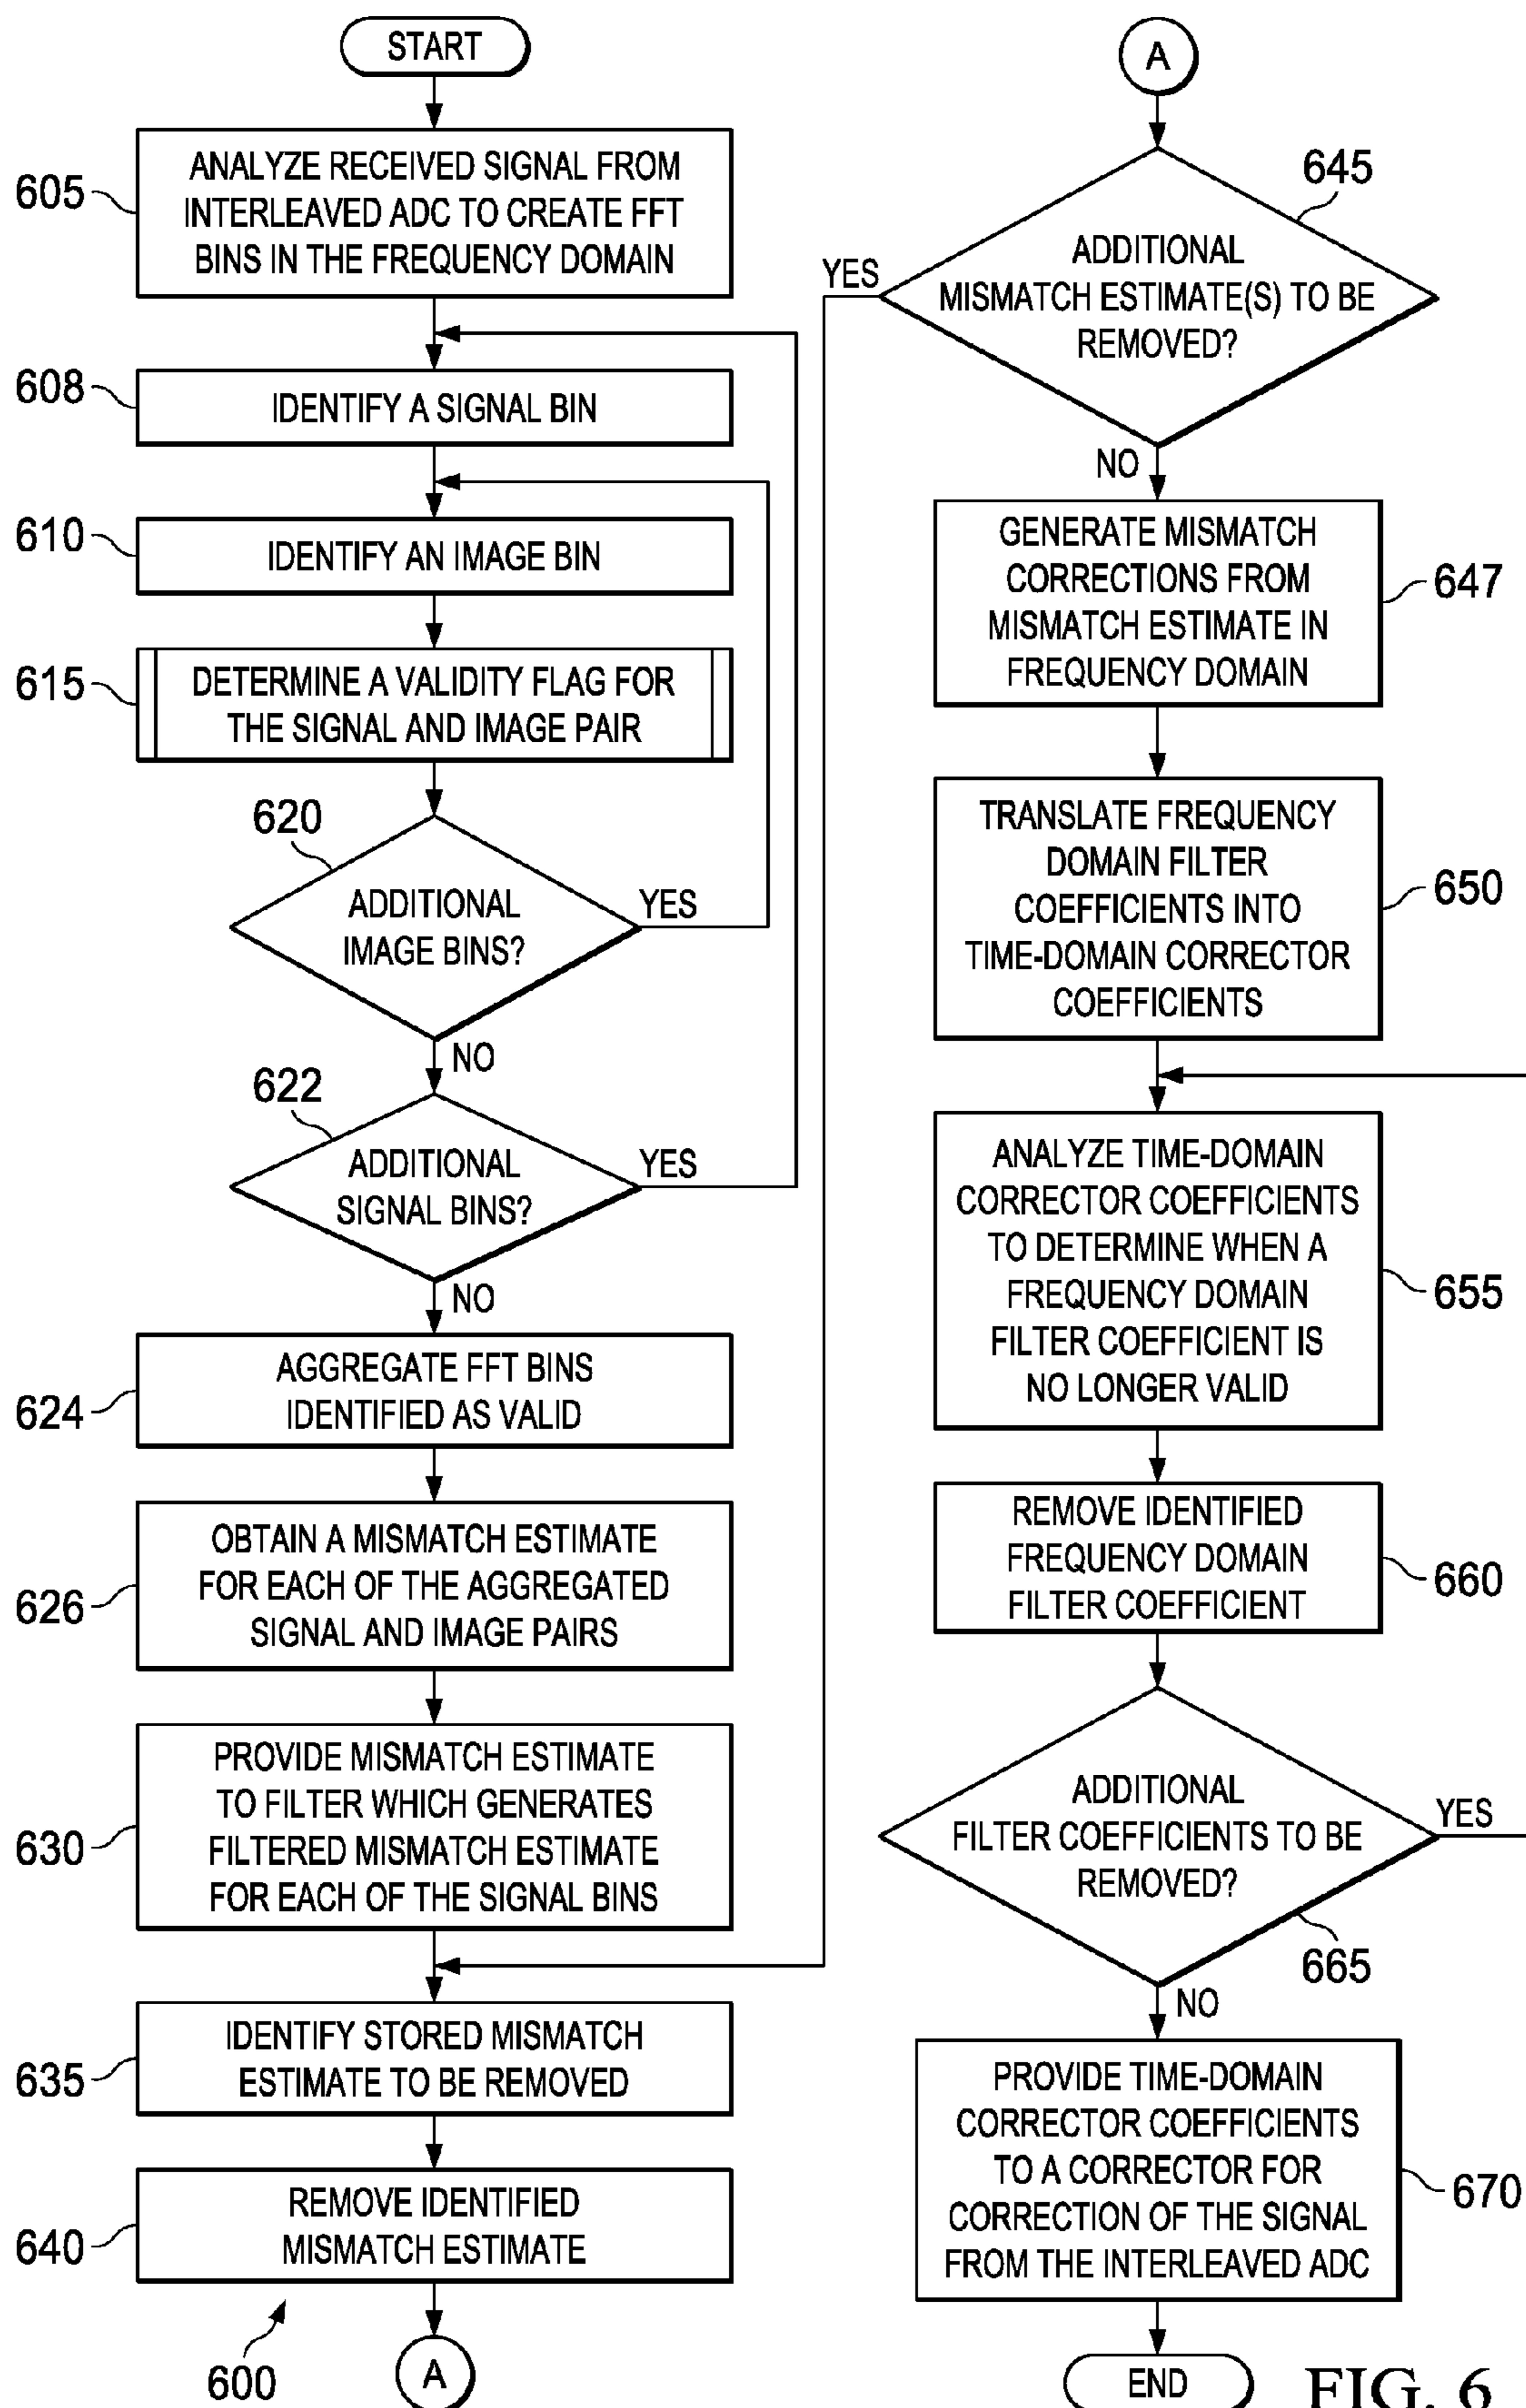 START
605
ANALYZE RECEIVED SIGNAL FROM
INTERLEAVED ADC TO CREATE FFT
BINS IN THE FREQUENCY DOMAIN
608
IDENTIFY A SIGNAL BIN
610
IDENTIFY AN IMAGE BIN
615
DETERMINE A VALIDITY FLAG FOR
THE SIGNAL AND IMAGE PAIR
620
ADDITIONAL
IMAGE BINS?
YES
NO
622
ADDITIONAL
SIGNAL BINS?
YES
NO
624
AGGREGATE FFT BINS
IDENTIFIED AS VALID
626
OBTAIN A MISMATCH ESTIMATE
FOR EACH OF THE AGGREGATED
SIGNAL AND IMAGE PAIRS
630
PROVIDE MISMATCH ESTIMATE
TO FILTER WHICH GENERATES
FILTERED MISMATCH ESTIMATE
FOR EACH OF THE SIGNAL BINS
635
IDENTIFY STORED MISMATCH
ESTIMATE TO BE REMOVED
640
REMOVE IDENTIFIED
MISMATCH ESTIMATE
600
A
A
645
ADDITIONAL
MISMATCH ESTIMATE(S) TO BE
REMOVED?
YES
NO
GENERATE MISMATCH
CORRECTIONS FROM
MISMATCH ESTIMATE IN
FREQUENCY DOMAIN
647
TRANSLATE FREQUENCY
DOMAIN FILTER
COEFFICIENTS INTO
TIME-DOMAIN CORRECTOR
COEFFICIENTS
650
ANALYZE TIME-DOMAIN
CORRECTOR COEFFICIENTS
TO DETERMINE WHEN A
FREQUENCY DOMAIN
FILTER COEFFICIENT IS
NO LONGER VALID
655
REMOVE IDENTIFIED
FREQUENCY DOMAIN
FILTER COEFFICIENT
660
ADDITIONAL
FILTER COEFFICIENTS TO BE
REMOVED?
YES
665
NO
PROVIDE TIME-DOMAIN
CORRECTOR COEFFICIENTS
TO A CORRECTOR FOR
CORRECTION OF THE SIGNAL
FROM THE INTERLEAVED ADC
670
END
FIG. 6